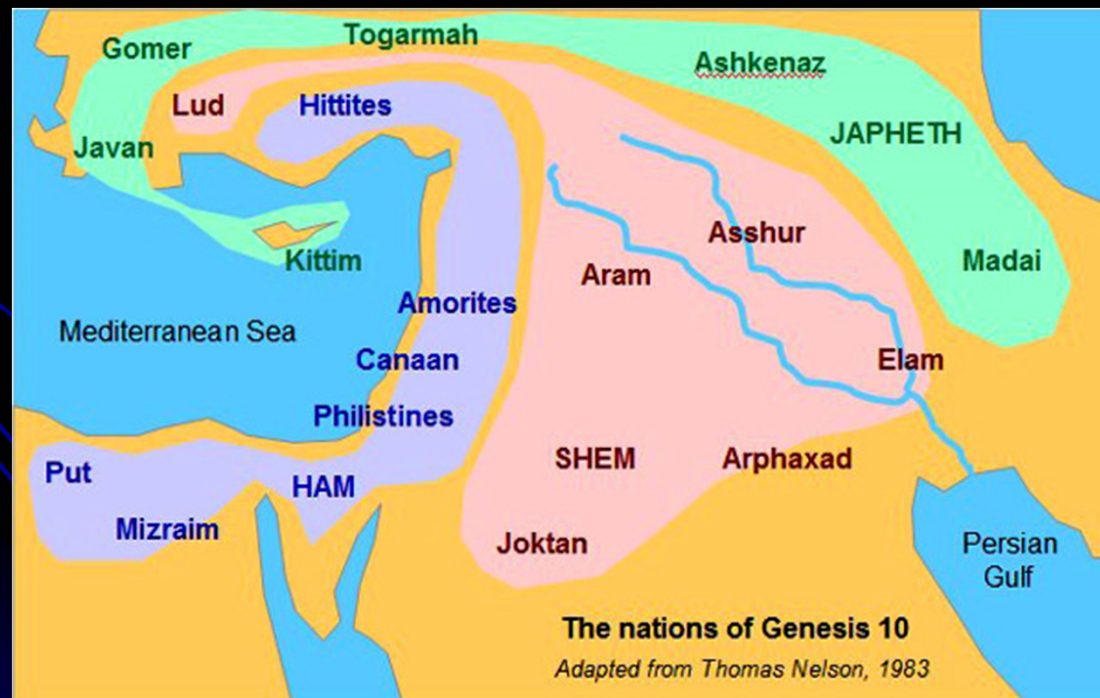 Togarmah
Gomer
Ashkenaz
Lud
Hittites
JAPHETH
Javan
Asshur
Kittim
Aram
Madai
Amorites
Mediterranean Sea
Canaan
Elam
Philistines
SHEM
Arphaxad
Put
HAM
Mizraim
Joktan
Persian
Gulf
The nations of Genesis 10
Adapted from Thomas Nelson, 1983